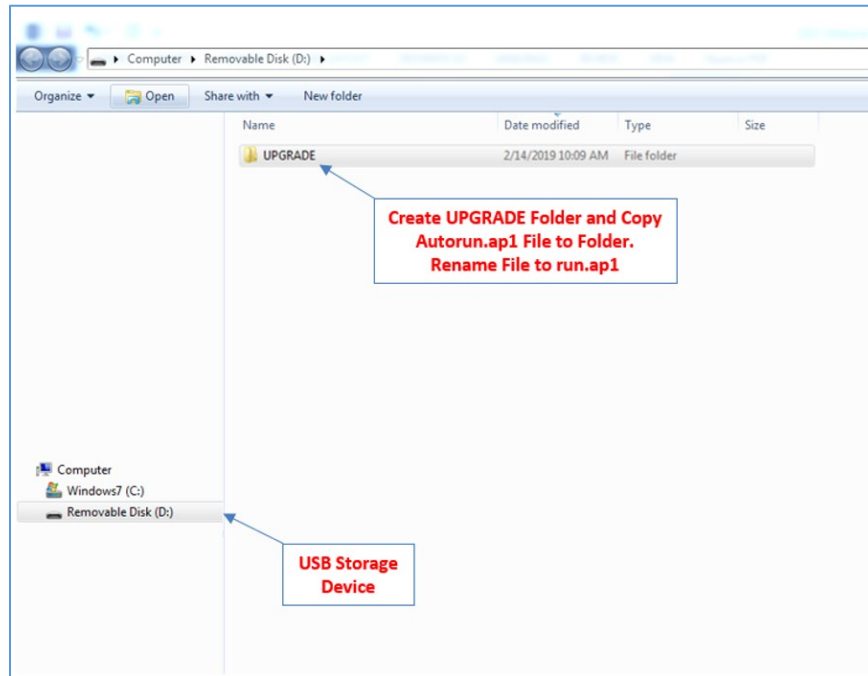 Computer Removable Disk (D:)
Organize Open Share with New folder
Name Date modified Type Size
UPGRADE 2/14/2019 10:09 AM File folder
Create UPGRADE Folder and Copy
Autorun.ap1 File to Folder.
Rename File to run.ap1
Computer
Windows7 (C:)
Removable Disk (D:)
USB Storage
Device